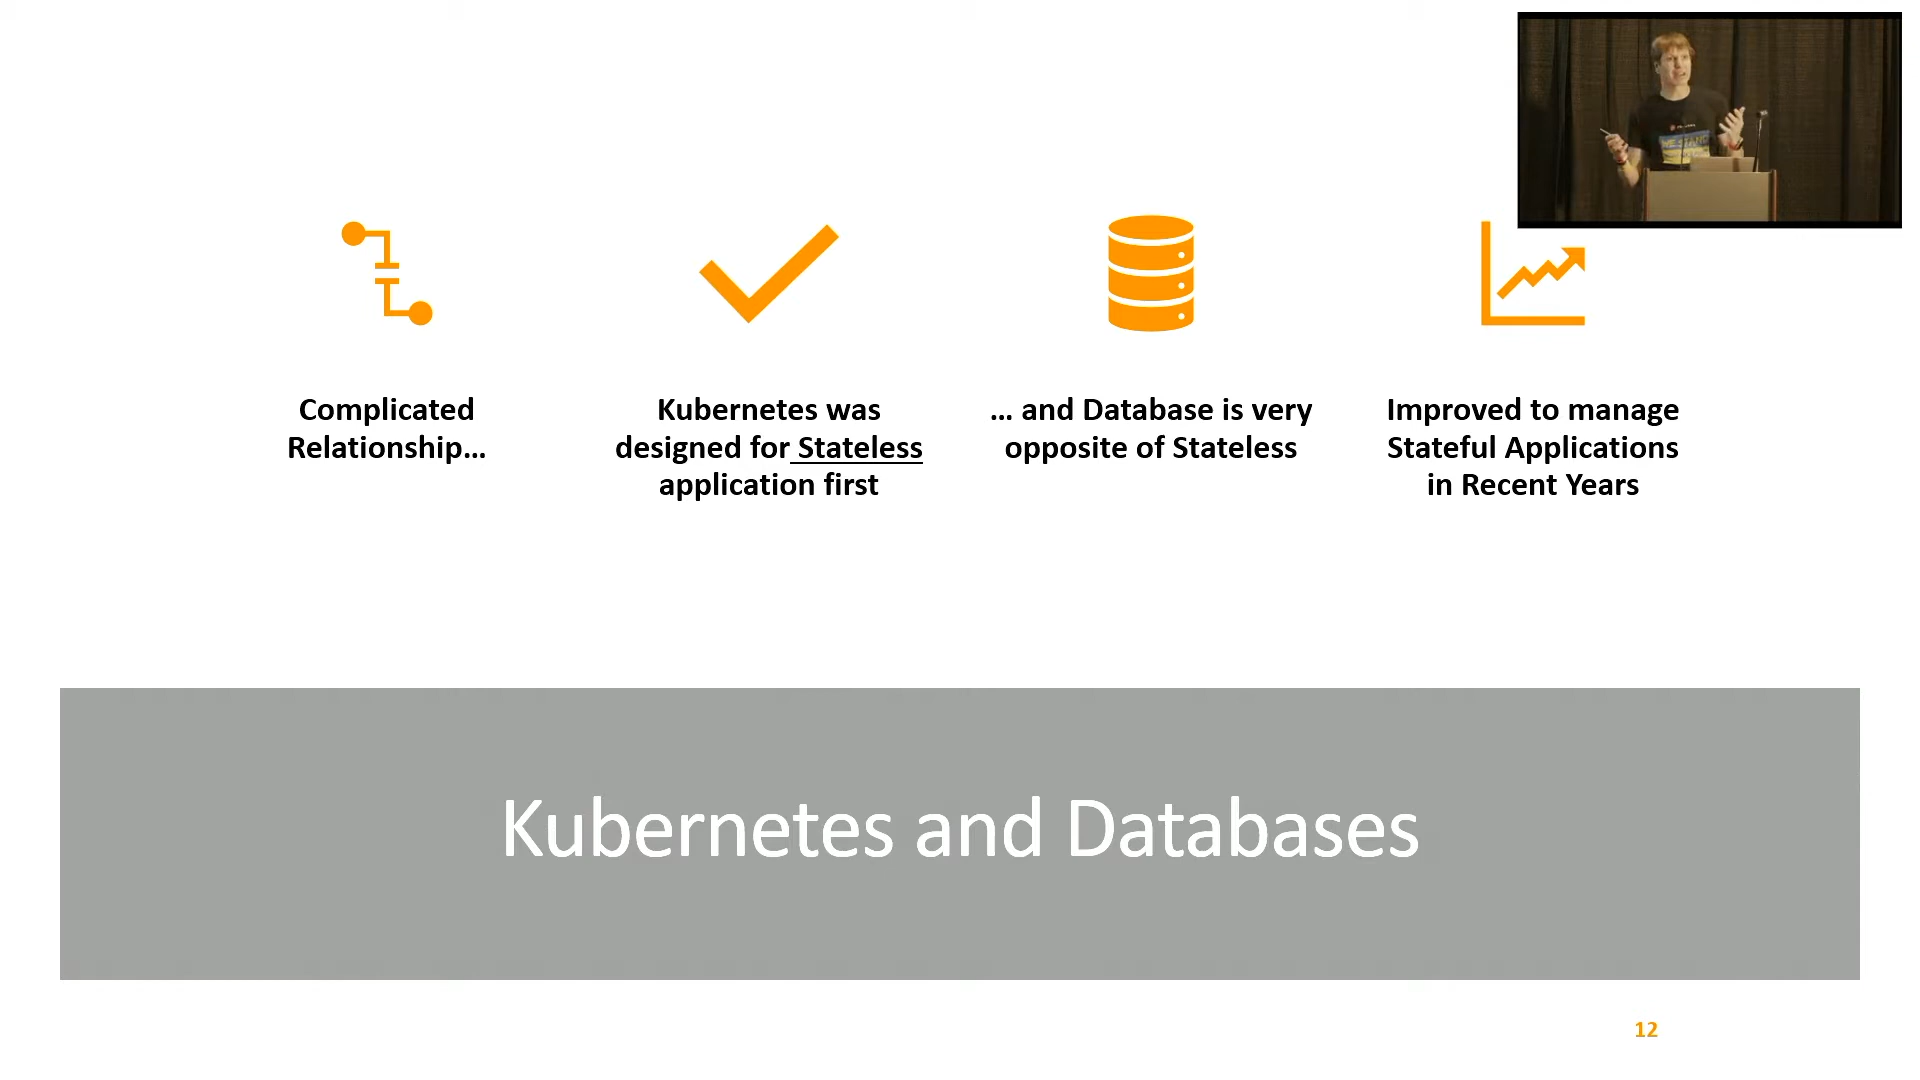 Complicated
Relationship...
Kubernetes was
designed for Stateless
application first
... and Database is very
opposite of Stateless
Improved to manage
Stateful Applications
in Recent Years
Kubernetes and Databases
12